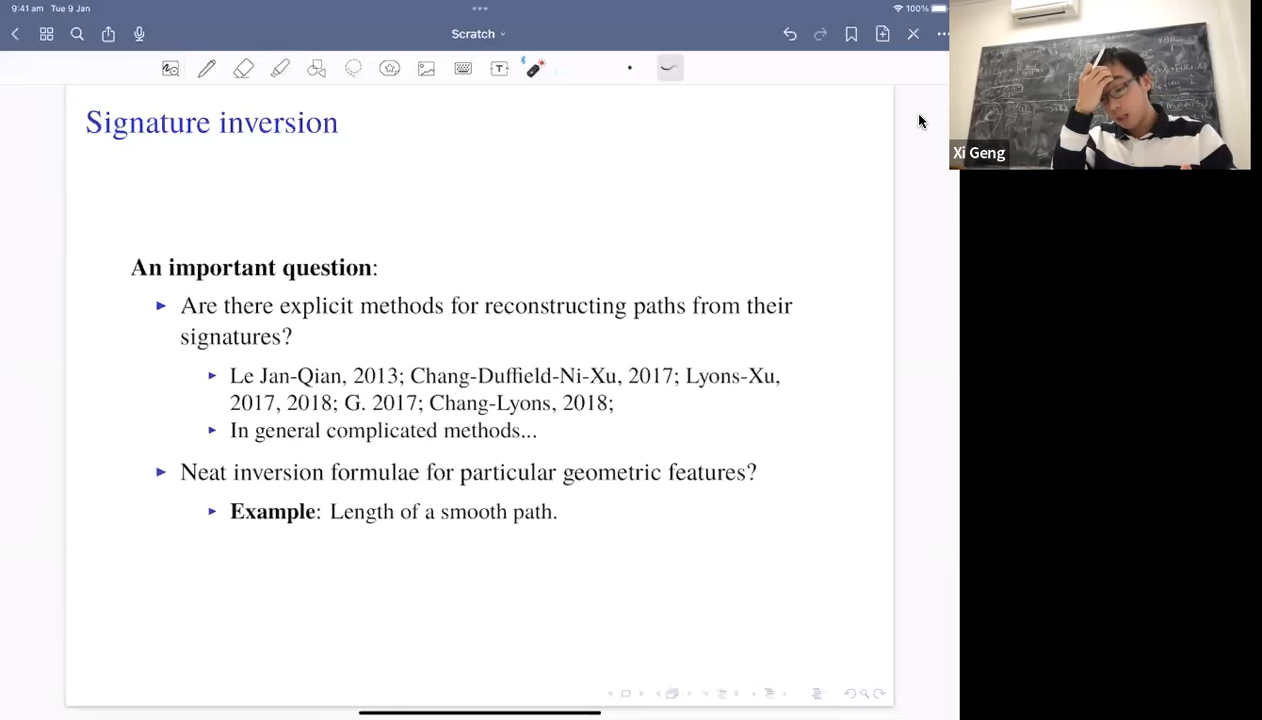 9:41 am Tue 9 Jan
100%
Scratch
Signature inversion
An important question:
Are there explicit methods for reconstructing paths from their
signatures?
Le Jan-Qian, 2013; Chang-Duffield-Ni-Xu, 2017; Lyons-Xu,
2017, 2018; G. 2017; Chang-Lyons, 2018;
In general complicated methods...
Neat inversion formulae for particular geometric features?
Example: Length of a smooth path.
Xi Geng